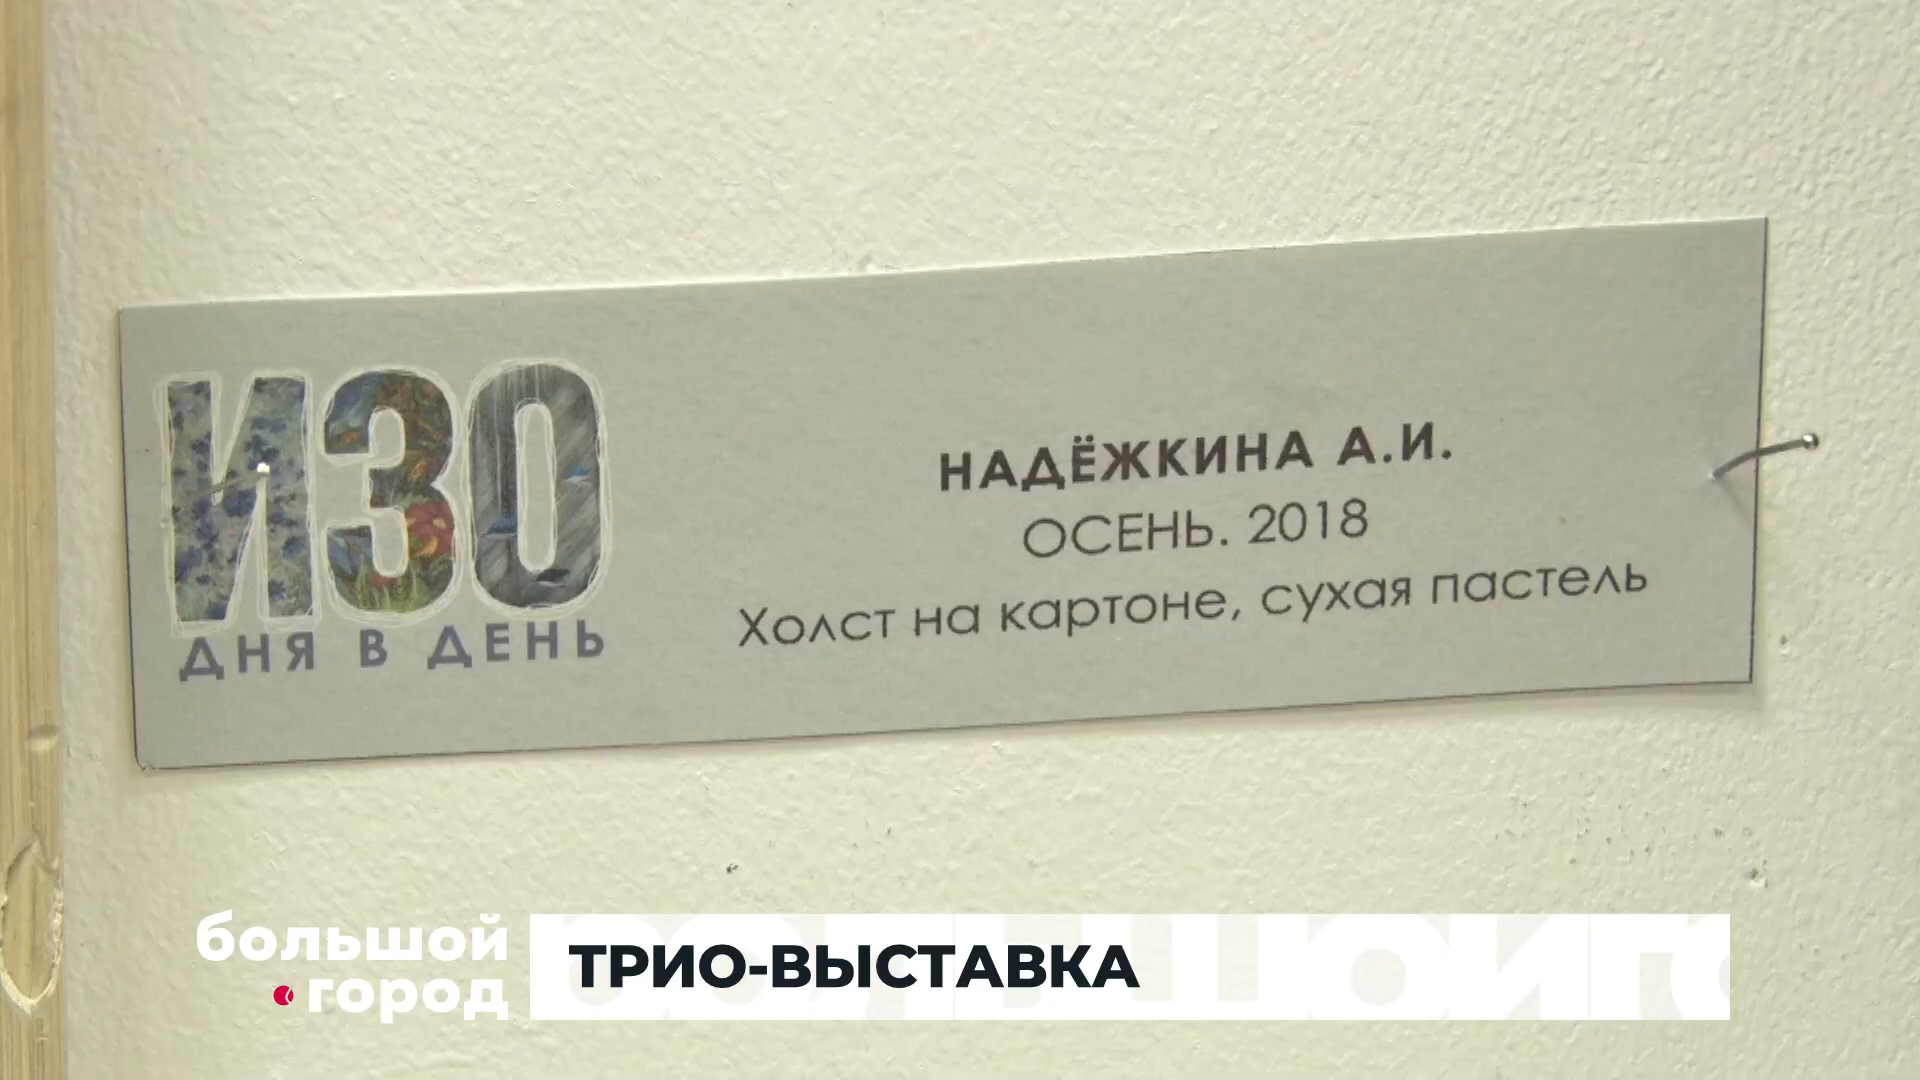 ИЗО
ДНЯ В ДЕНЬ
НАДЁЖКИНА А.И.
ОСЕНЬ. 2018
Холст на картоне, сухая пастель
большой
город
ТРИО-ВЫСТАВКА